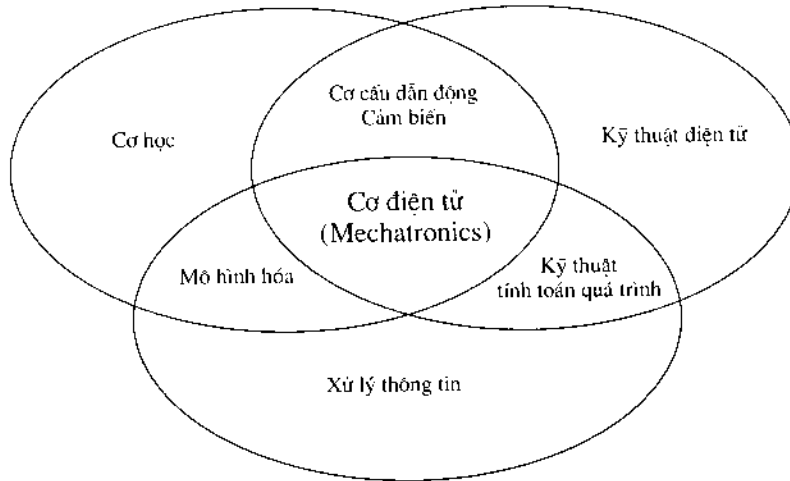 Cơ cấu dẫn động
Cảm biến
Cơ học
Kỹ thuật điện tử
Cơ điện tử
(Mechatronics)
Mô hình hóa
Kỹ thuật
tính toán quá trình
Xử lý thông tin